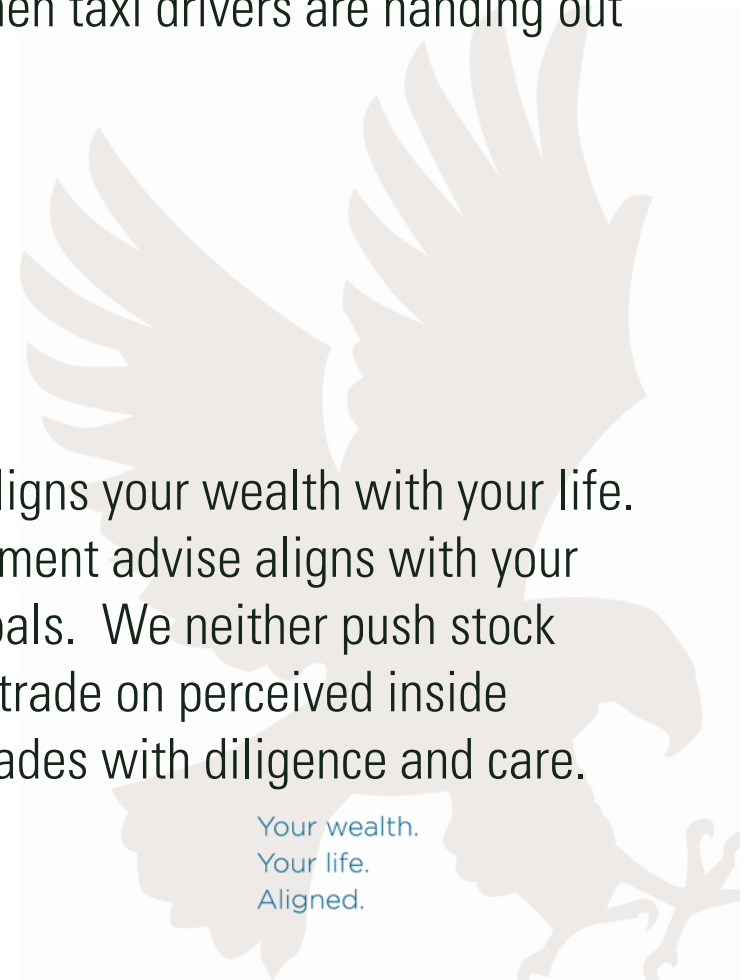 hen taxi drivers are handing out
ligns your wealth with your life.
ment advise aligns with your
oals.  We neither push stock
trade on perceived inside
ades with diligence and care.
Your wealth.
Your life.
Aligned.